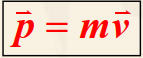 p⃗ = mv⃗